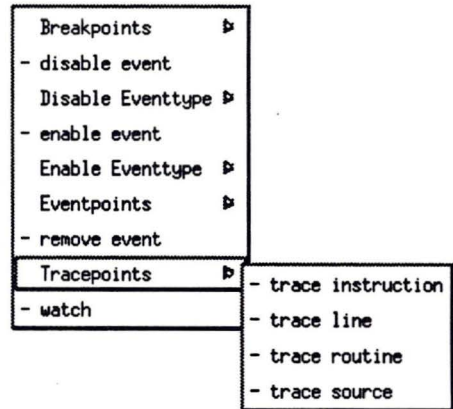 Breakpoints
- disable event
Disable Eventtype
- enable event
Enable Eventtype
Eventpoints
- remove event
Tracepoints
- watch
- trace instruction
- trace line
- trace routine
- trace source